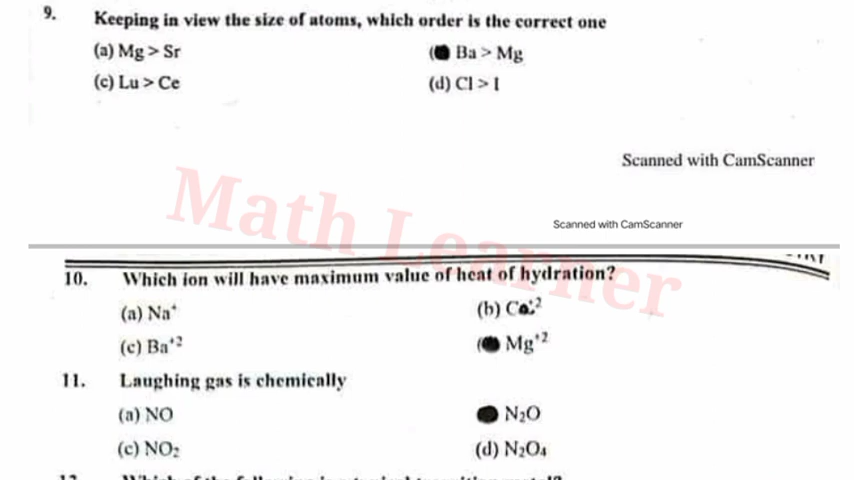 9. Keeping in view the size of atoms, which order is the correct one
(a) Mg > Sr
Ba > Mg
(c) Lu > Ce
(d) Cl > I
Scanned with CamScanner
Math Learner
Scanned with CamScanner
10. Which ion will have maximum value of heat of hydration?
(a) Na⁺
(b)
(c) Ba⁺²
Mg⁺²
11. Laughing gas is chemically
(a) NO
N₂O
(c) NO₂
(d) N₂O₄